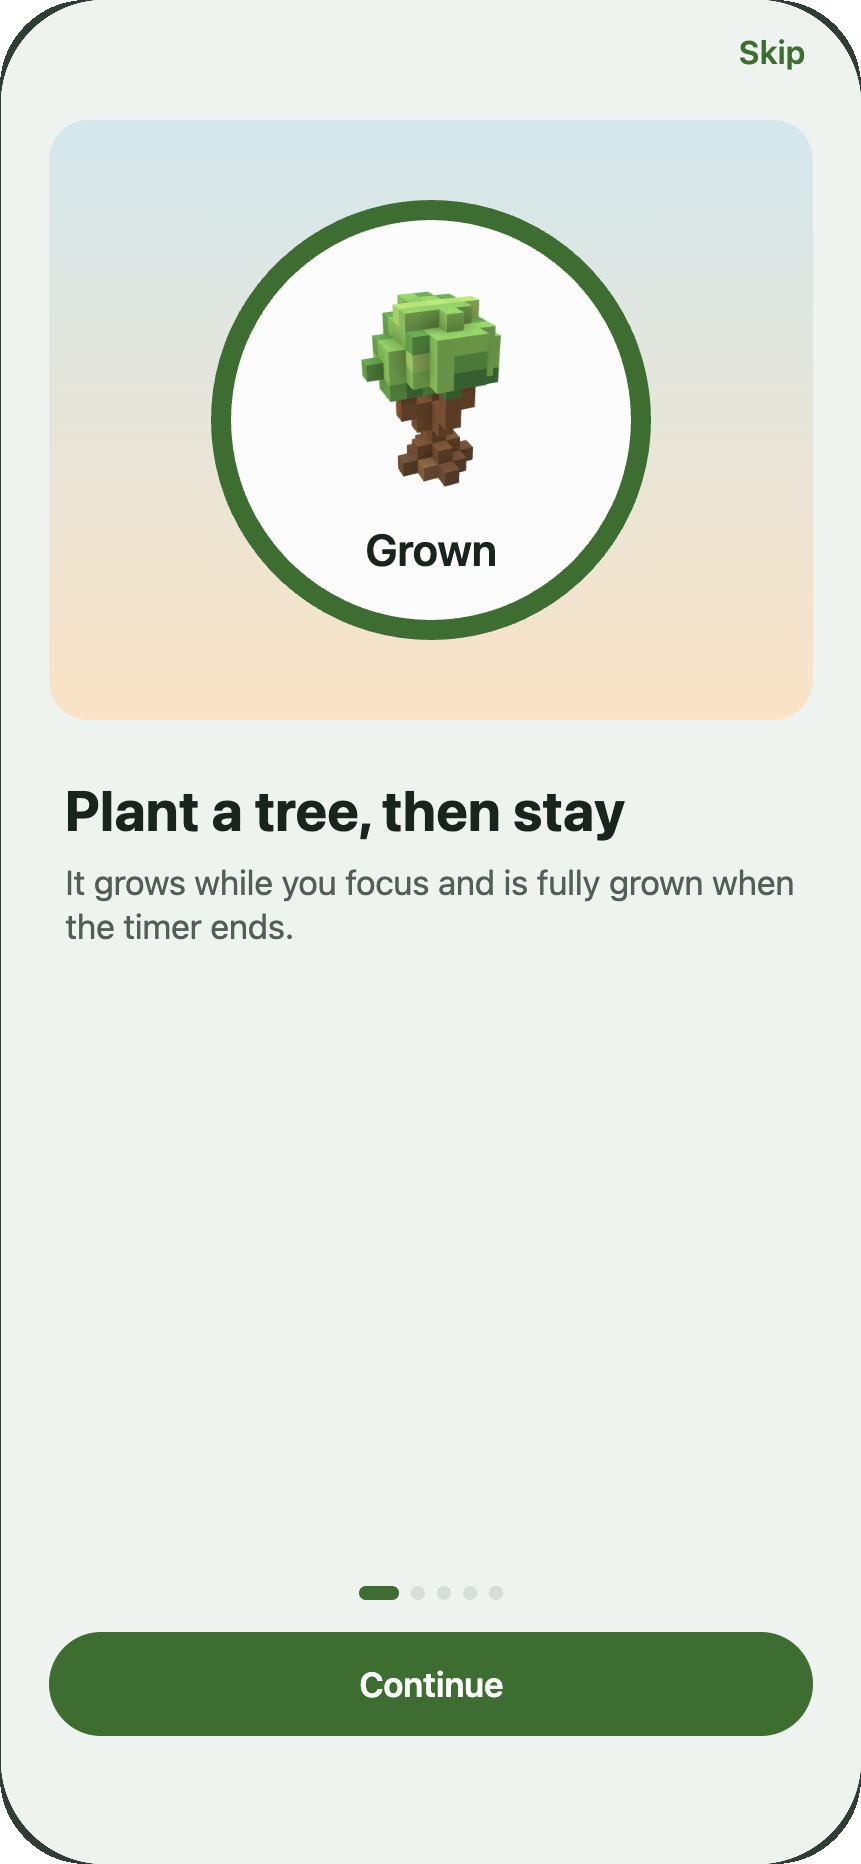 Skip
Grown
Plant a tree, then stay
It grows while you focus and is fully grown when
the timer ends.
Continue